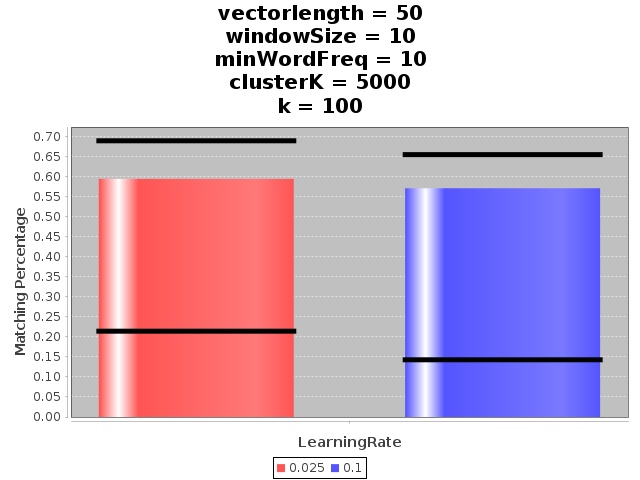 vectorlength = 50
windowSize = 10
minWordFreq = 10
clusterK = 5000
k = 100
Matching Percentage
0.70
0.65
0.60
0.55
0.50
0.45
0.40
0.35
0.30
0.25
0.20
0.15
0.10
0.05
0.00
LearningRate
0.025 0.1